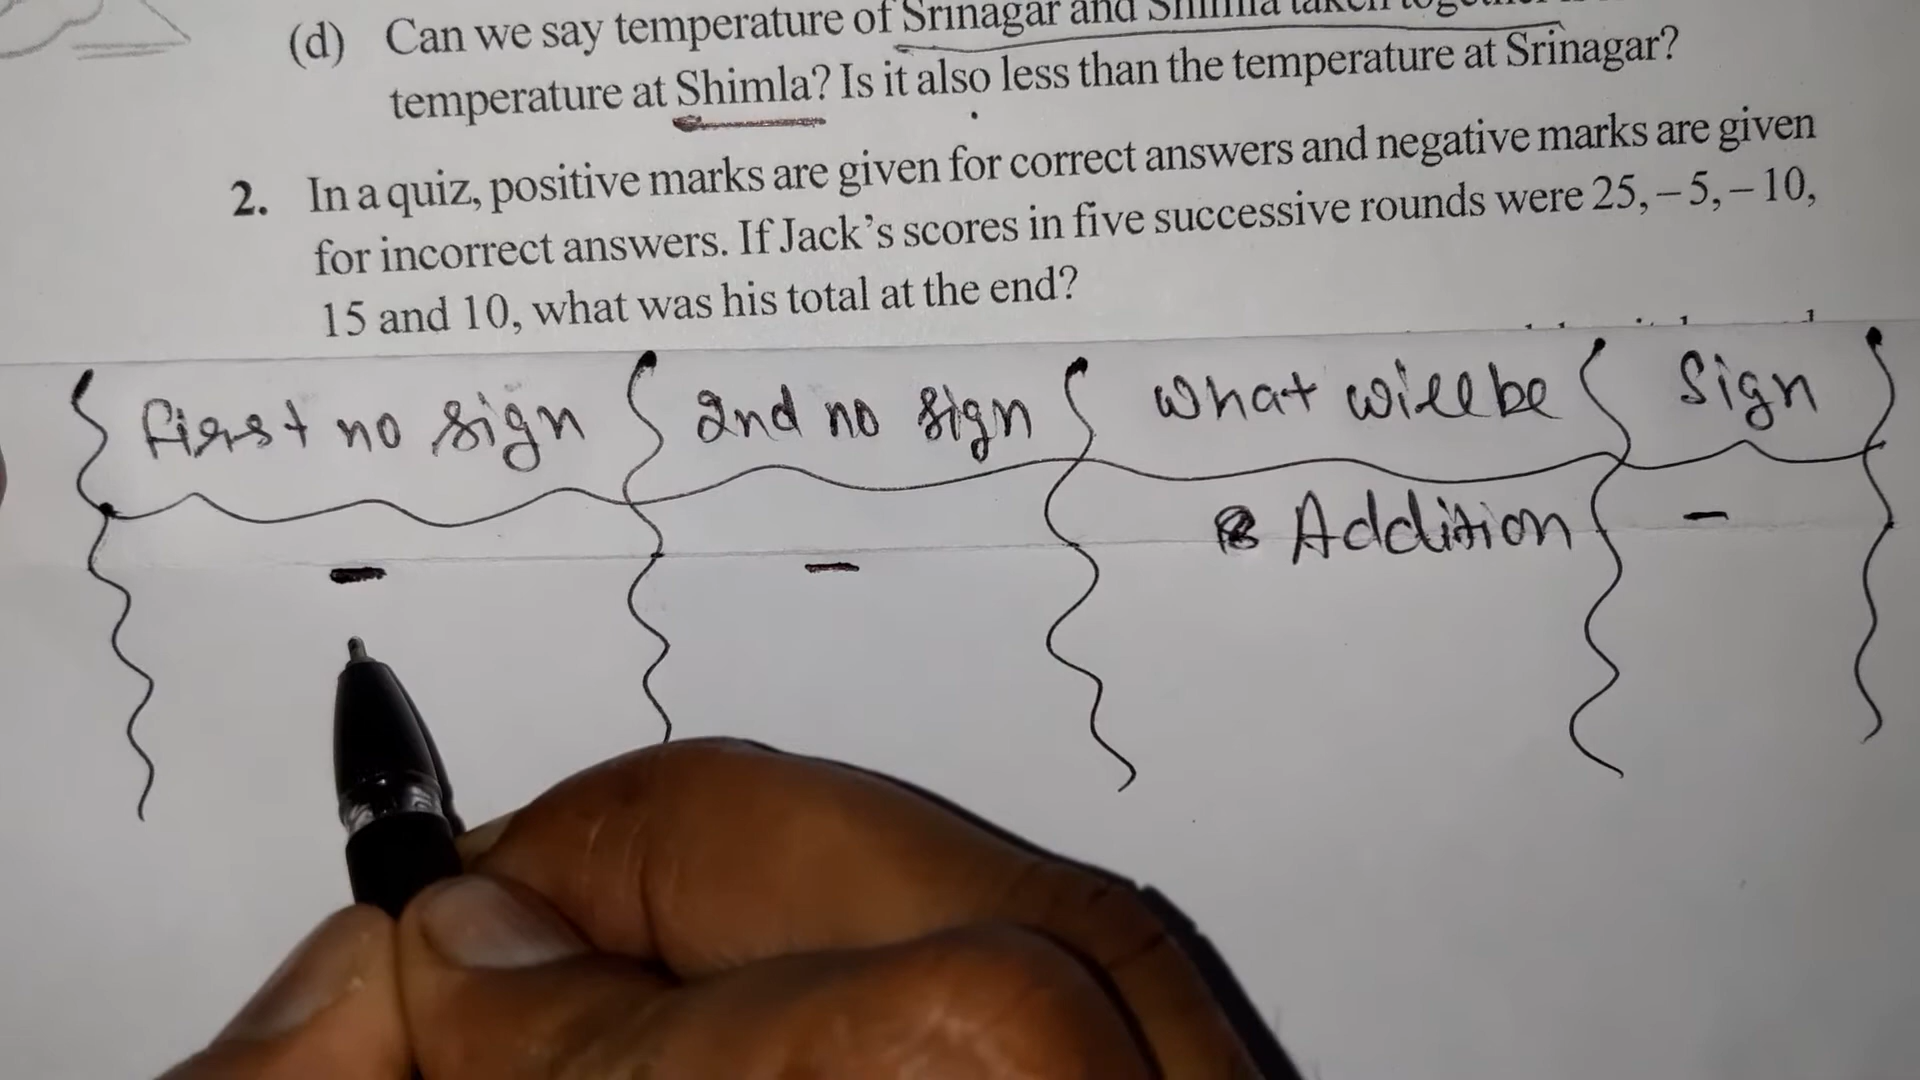 (d) Can we say temperature of Srinagar and Shimla taken together
temperature at Shimla? Is it also less than the temperature at Srinagar?
2. In a quiz, positive marks are given for correct answers and negative marks are given
for incorrect answers. If Jack’s scores in five successive rounds were 25, – 5, – 10,
15 and 10, what was his total at the end?
first no sign 2nd no sign what will be sign
- - Addition -